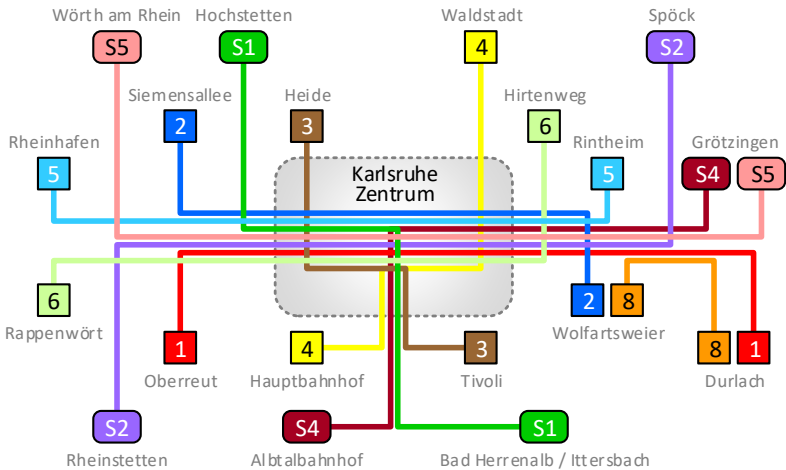 Wörth am Rhein Hochstetten Waldstadt Spöck
S5 S1 4 S2
Siemensallee Heide Hirtenweg
2 3 6
Rheinhafen Rintheim Grötzingen
5 5 S4 S5
Karlsruhe
Zentrum
6 2 8
Rappenwört Wolfartsweier
1 4 3 8 1
Oberreut Hauptbahnhof Tivoli Durlach
S2 S4 S1
Rheinstetten Albtalbahnhof Bad Herrenalb / Ittersbach